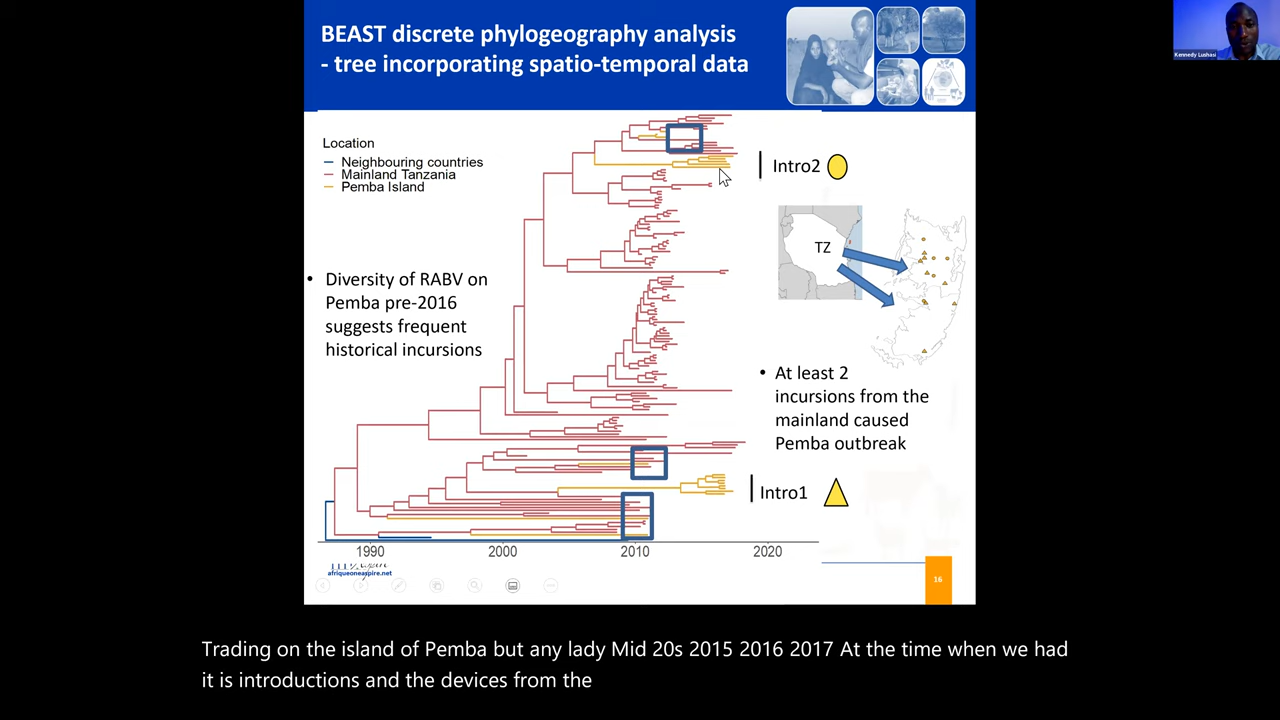 BEAST discrete phylogeography analysis
- tree incorporating spatio-temporal data
Kennedy Lushasi
Location
Neighbouring countries
Mainland Tanzania
Pemba Island
Intro2
TZ
• Diversity of RABV on
Pemba pre-2016
suggests frequent
historical incursions
• At least 2
incursions from the
mainland caused
Pemba outbreak
Intro1
1990 2000 2010 2020
afriqueoneaspire.net
16
Trading on the island of Pemba but any lady Mid 20s 2015 2016 2017 At the time when we had
it is introductions and the devices from the